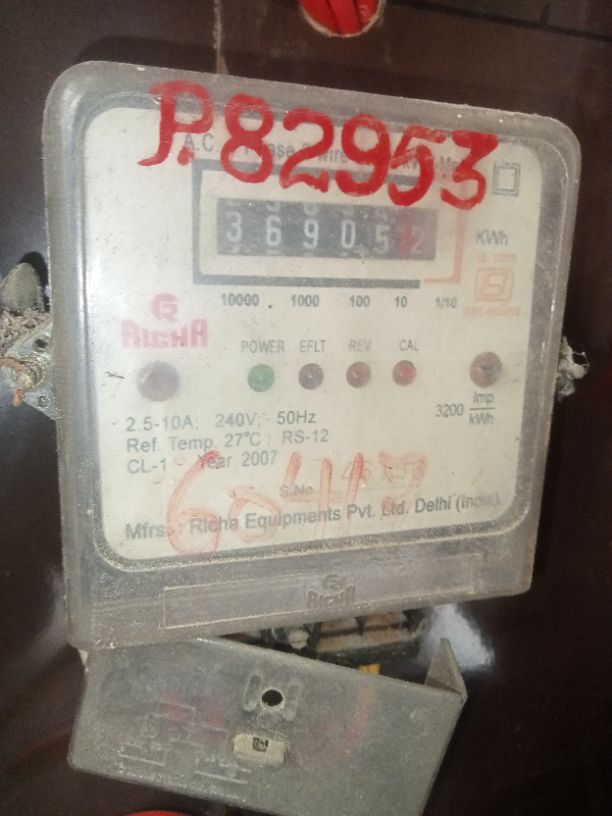 P.82953
A.C.
3 6 9 0 5 2
KWh
10000 1000 100 10 1/10
RICHA
POWER EFLT REV CAL
2.5-10A; 240V; 50Hz
3200 Imp/kWh
Ref. Temp. 27°C RS-12
CL-1 Year 2007
S.No
Mfrs.: Richa Equipments Pvt. Ltd. Delhi (India).
RICHA